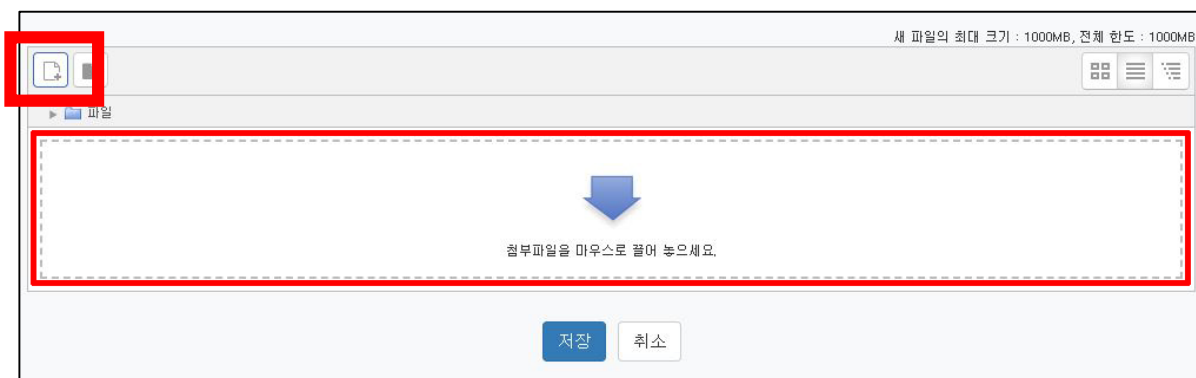 새 파일의 최대 크기 : 1000MB, 전체 한도 : 1000MB
파일
첨부파일을 마우스로 끌어 놓으세요.
저장 취소